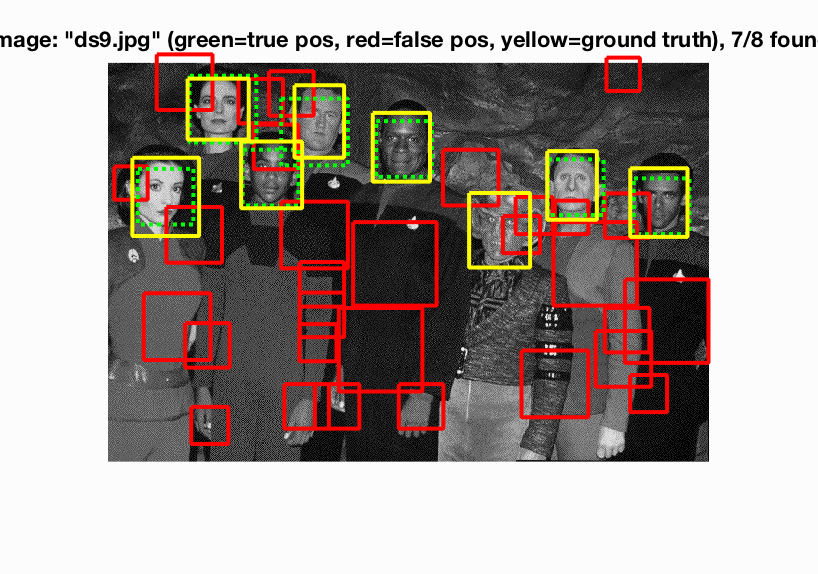 mage: "ds9.jpg" (green=true pos, red=false pos, yellow=ground truth), 7/8 foun